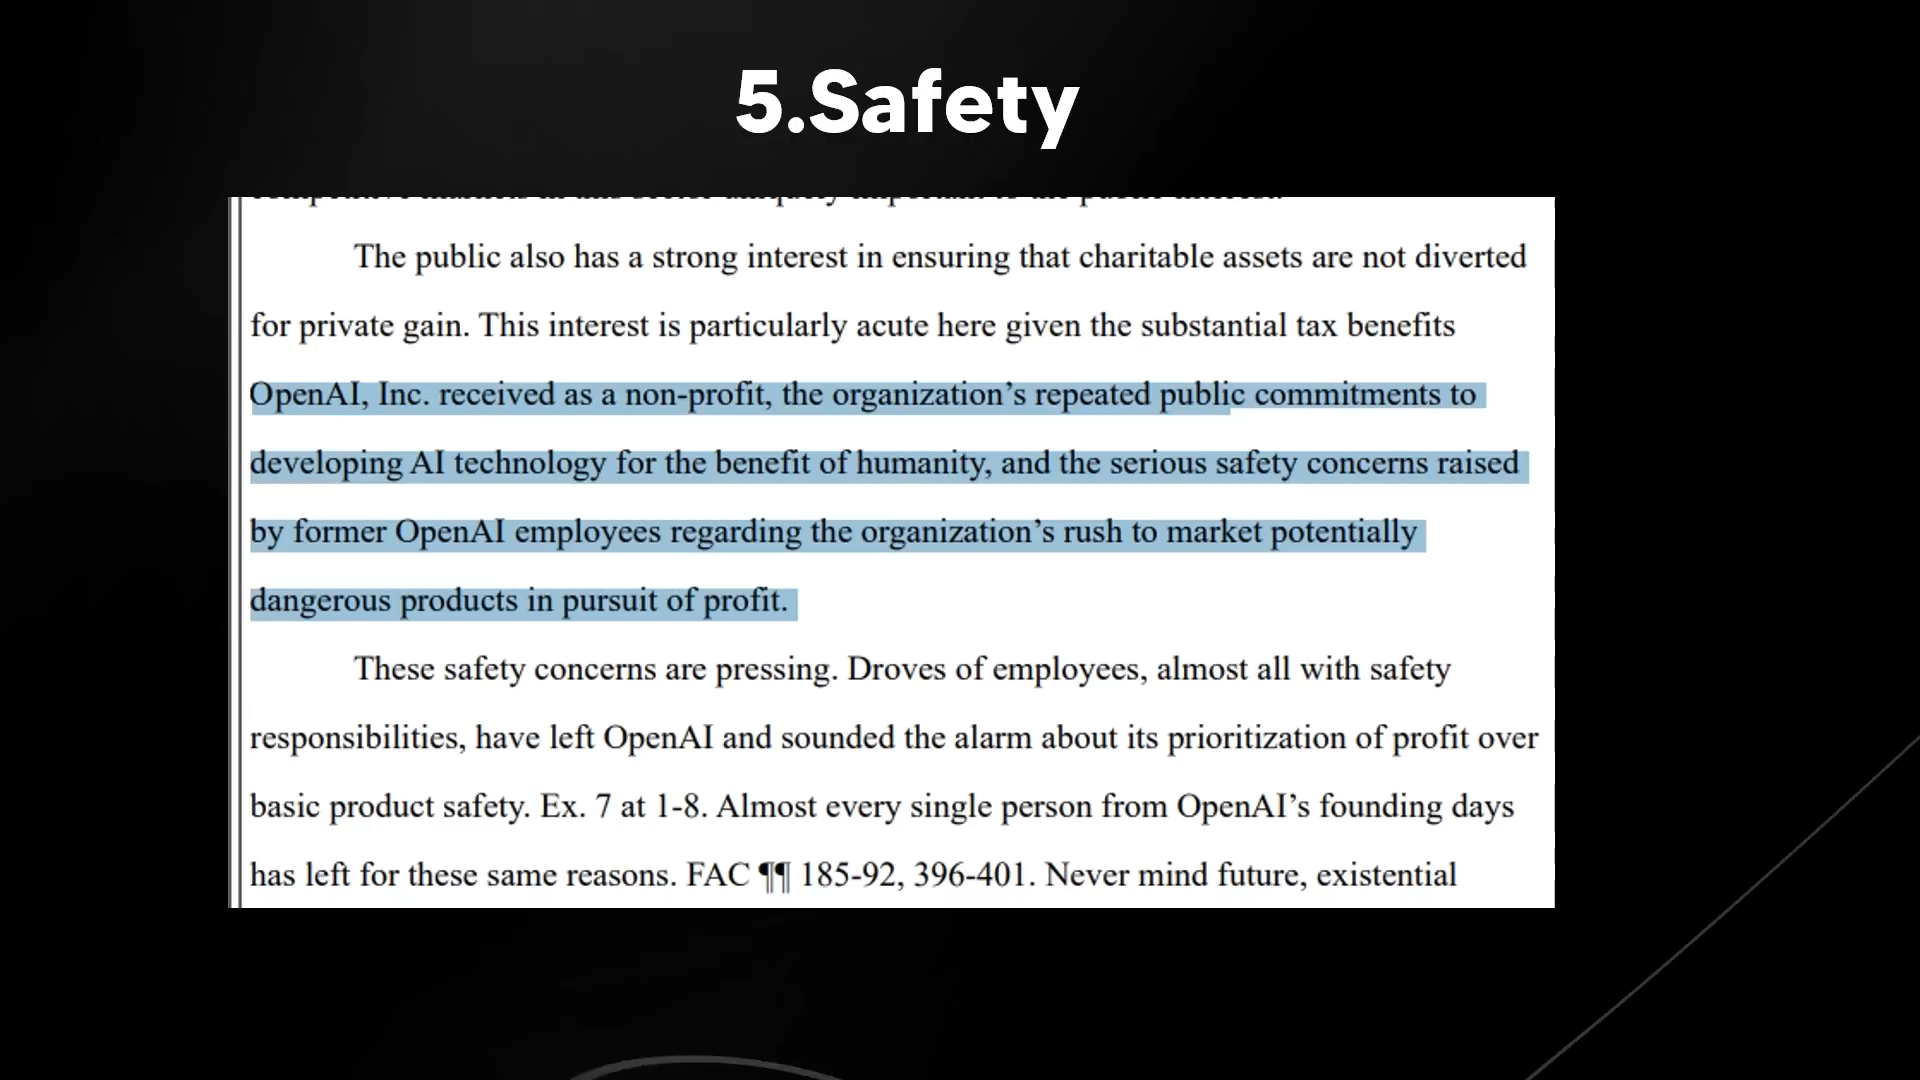 5.Safety
The public also has a strong interest in ensuring that charitable assets are not diverted
for private gain. This interest is particularly acute here given the substantial tax benefits
OpenAI, Inc. received as a non-profit, the organization’s repeated public commitments to
developing AI technology for the benefit of humanity, and the serious safety concerns raised
by former OpenAI employees regarding the organization’s rush to market potentially
dangerous products in pursuit of profit.
These safety concerns are pressing. Droves of employees, almost all with safety
responsibilities, have left OpenAI and sounded the alarm about its prioritization of profit over
basic product safety. Ex. 7 at 1-8. Almost every single person from OpenAI’s founding days
has left for these same reasons. FAC ¶¶ 185-92, 396-401. Never mind future, existential